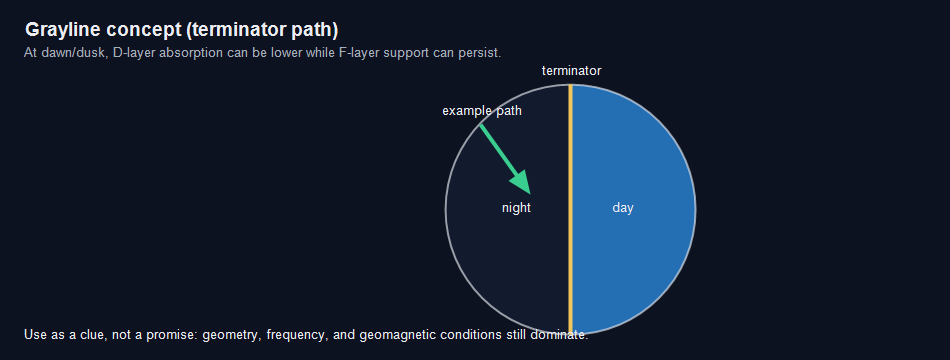 Grayline concept (terminator path)
At dawn/dusk, D-layer absorption can be lower while F-layer support can persist.
terminator
example path
night
day
Use as a clue, not a promise: geometry, frequency, and geomagnetic conditions still dominate.